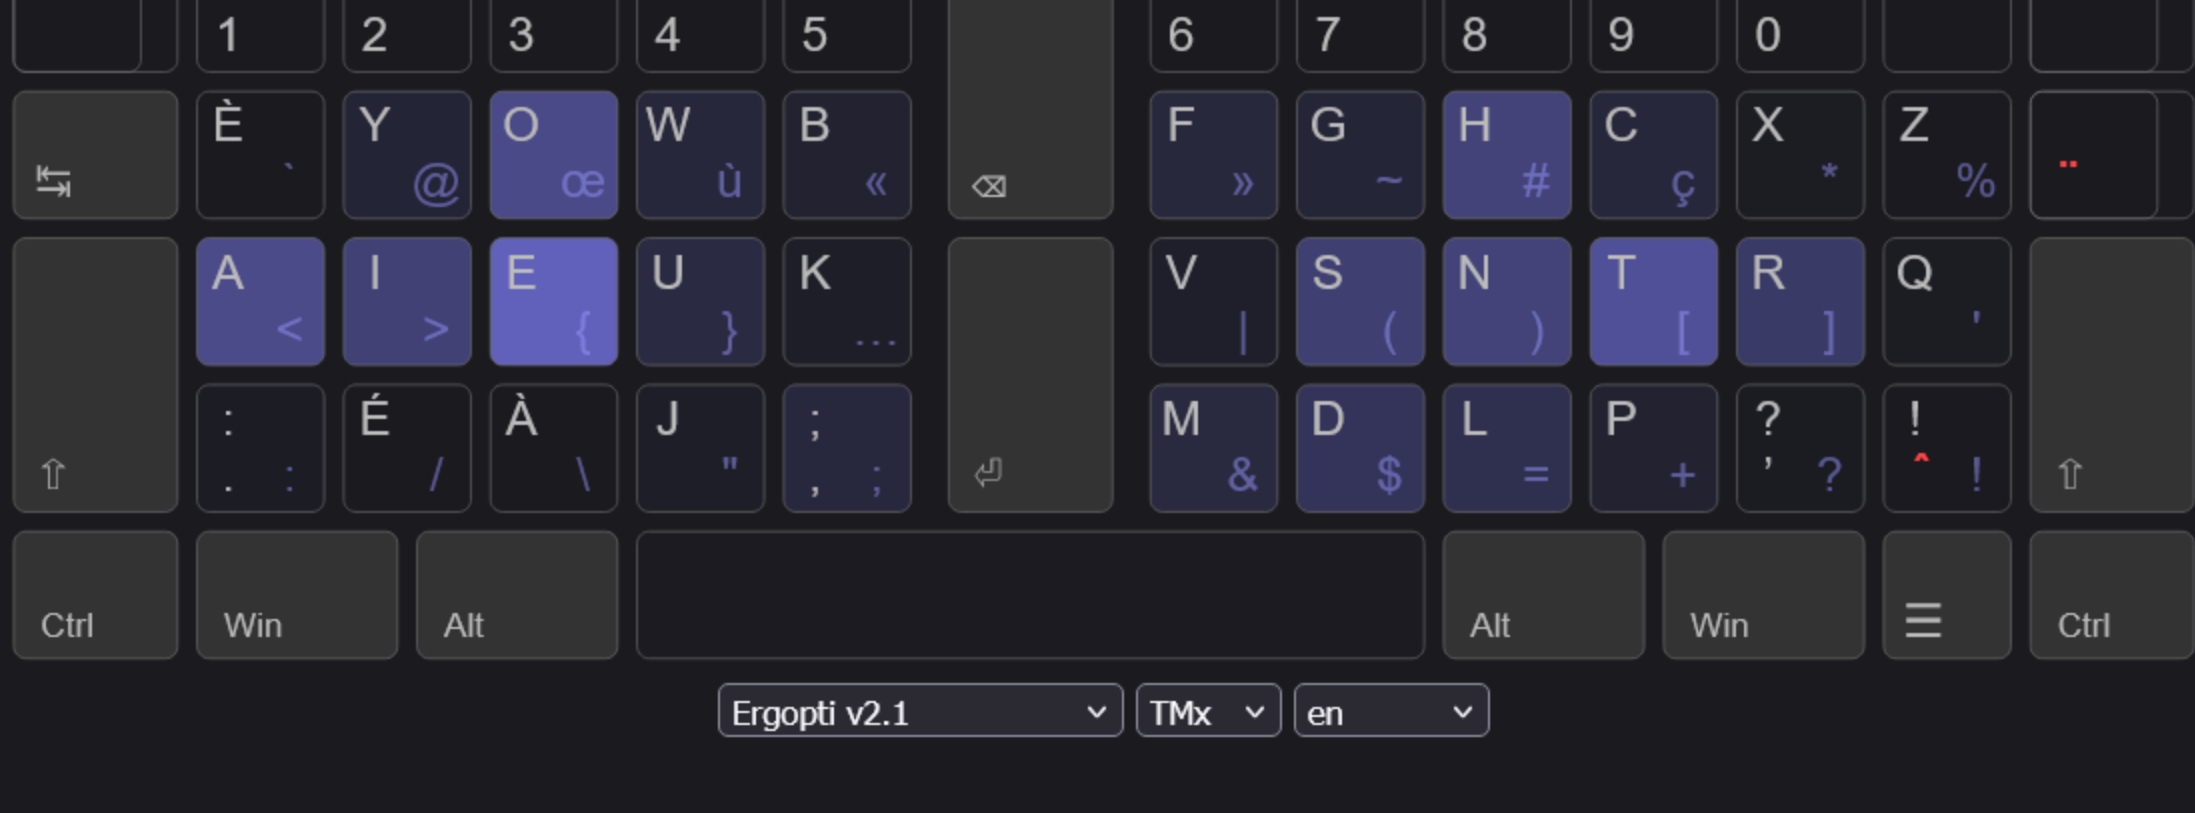 1 2 3 4 5 6 7 8 9 0
È Y O W B F G H C X Z
` @ œ ù « » ~ # ç * % ¨
A I E U K V S N T R Q
< > { } … | ( ) [ ] '
: É À J ; M D L P ? !
. : / \ " , ; & $ = + ’ ? ˆ !
Ctrl Win Alt Alt Win Ctrl
Ergopti v2.1 TMx en